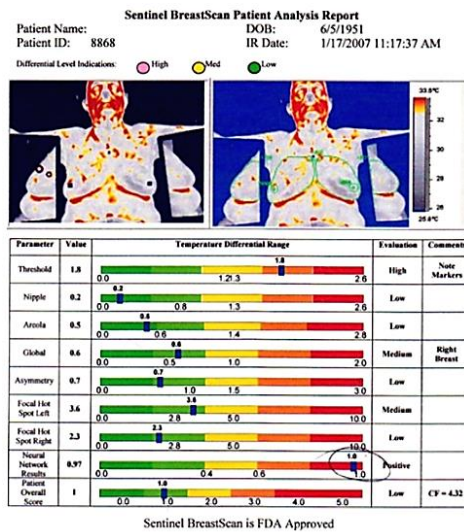 Sentinel BreastScan Patient Analysis Report
Patient Name: DOB: 6/5/1951
Patient ID: 8868 IR Date: 1/17/2007 11:17:37 AM
Differential Level Indications: High Med Low
33.5°C
32
30
28
26
25.0°C
Parameter Value Temperature Differential Range Evaluation Comments
Threshold 1.8 1.8 0.0 1.2 1.3 2.6 High Note Markers
Nipple 0.2 0.2 0.0 0.8 1.3 2.6 Low
Areola 0.5 0.5 0.0 0.6 1.4 2.8 Low
Global 0.6 0.6 0.0 0.5 1.0 2.0 Medium Right Breast
Asymmetry 0.7 0.7 0.0 1.0 1.5 3.0 Low
Focal Hot Spot Left 3.6 3.6 0.0 2.8 5.0 10.0 Medium
Focal Hot Spot Right 2.3 2.3 0.0 2.8 5.0 10.0 Low
Neural Network Results 0.97 1.0 0.0 0.4 0.6 1.0 Positive
Patient Overall Score 1 1.0 0.0 1.0 2.0 3.0 4.0 5.0 Low CF = 4.32
Sentinel BreastScan is FDA Approved